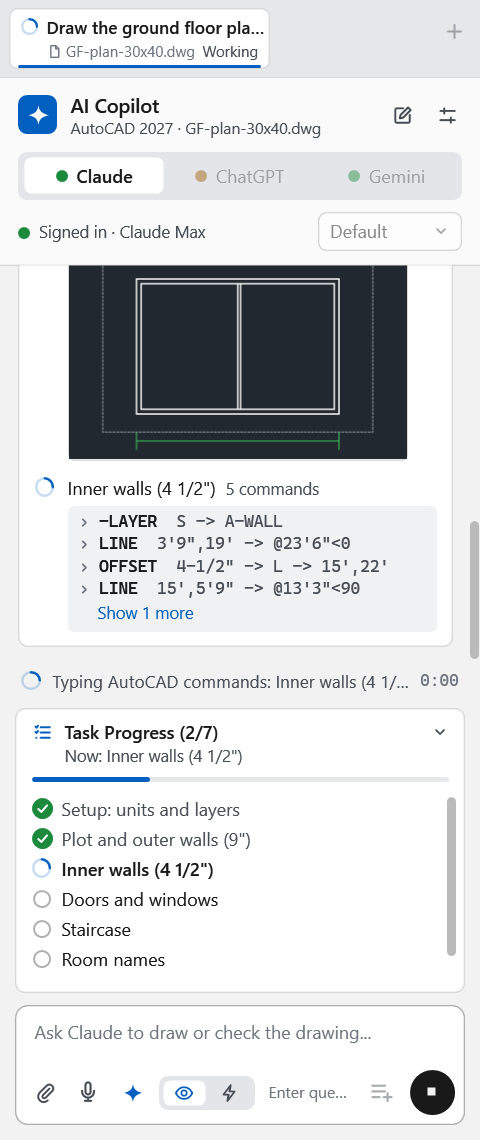 Draw the ground floor pla...
GF-plan-30x40.dwg Working
AI Copilot
AutoCAD 2027 · GF-plan-30x40.dwg
Claude
ChatGPT
Gemini
Signed in · Claude Max
Default
Inner walls (4 1/2") 5 commands
› -LAYER S -> A-WALL
› LINE 3'9",19' -> @23'6"<0
› OFFSET 4-1/2" -> L -> 15',22'
› LINE 15',5'9" -> @13'3"<90
Show 1 more
Typing AutoCAD commands: Inner walls (4 1/... 0:00
Task Progress (2/7)
Now: Inner walls (4 1/2")
Setup: units and layers
Plot and outer walls (9")
Inner walls (4 1/2")
Doors and windows
Staircase
Room names
Ask Claude to draw or check the drawing...
Enter que...